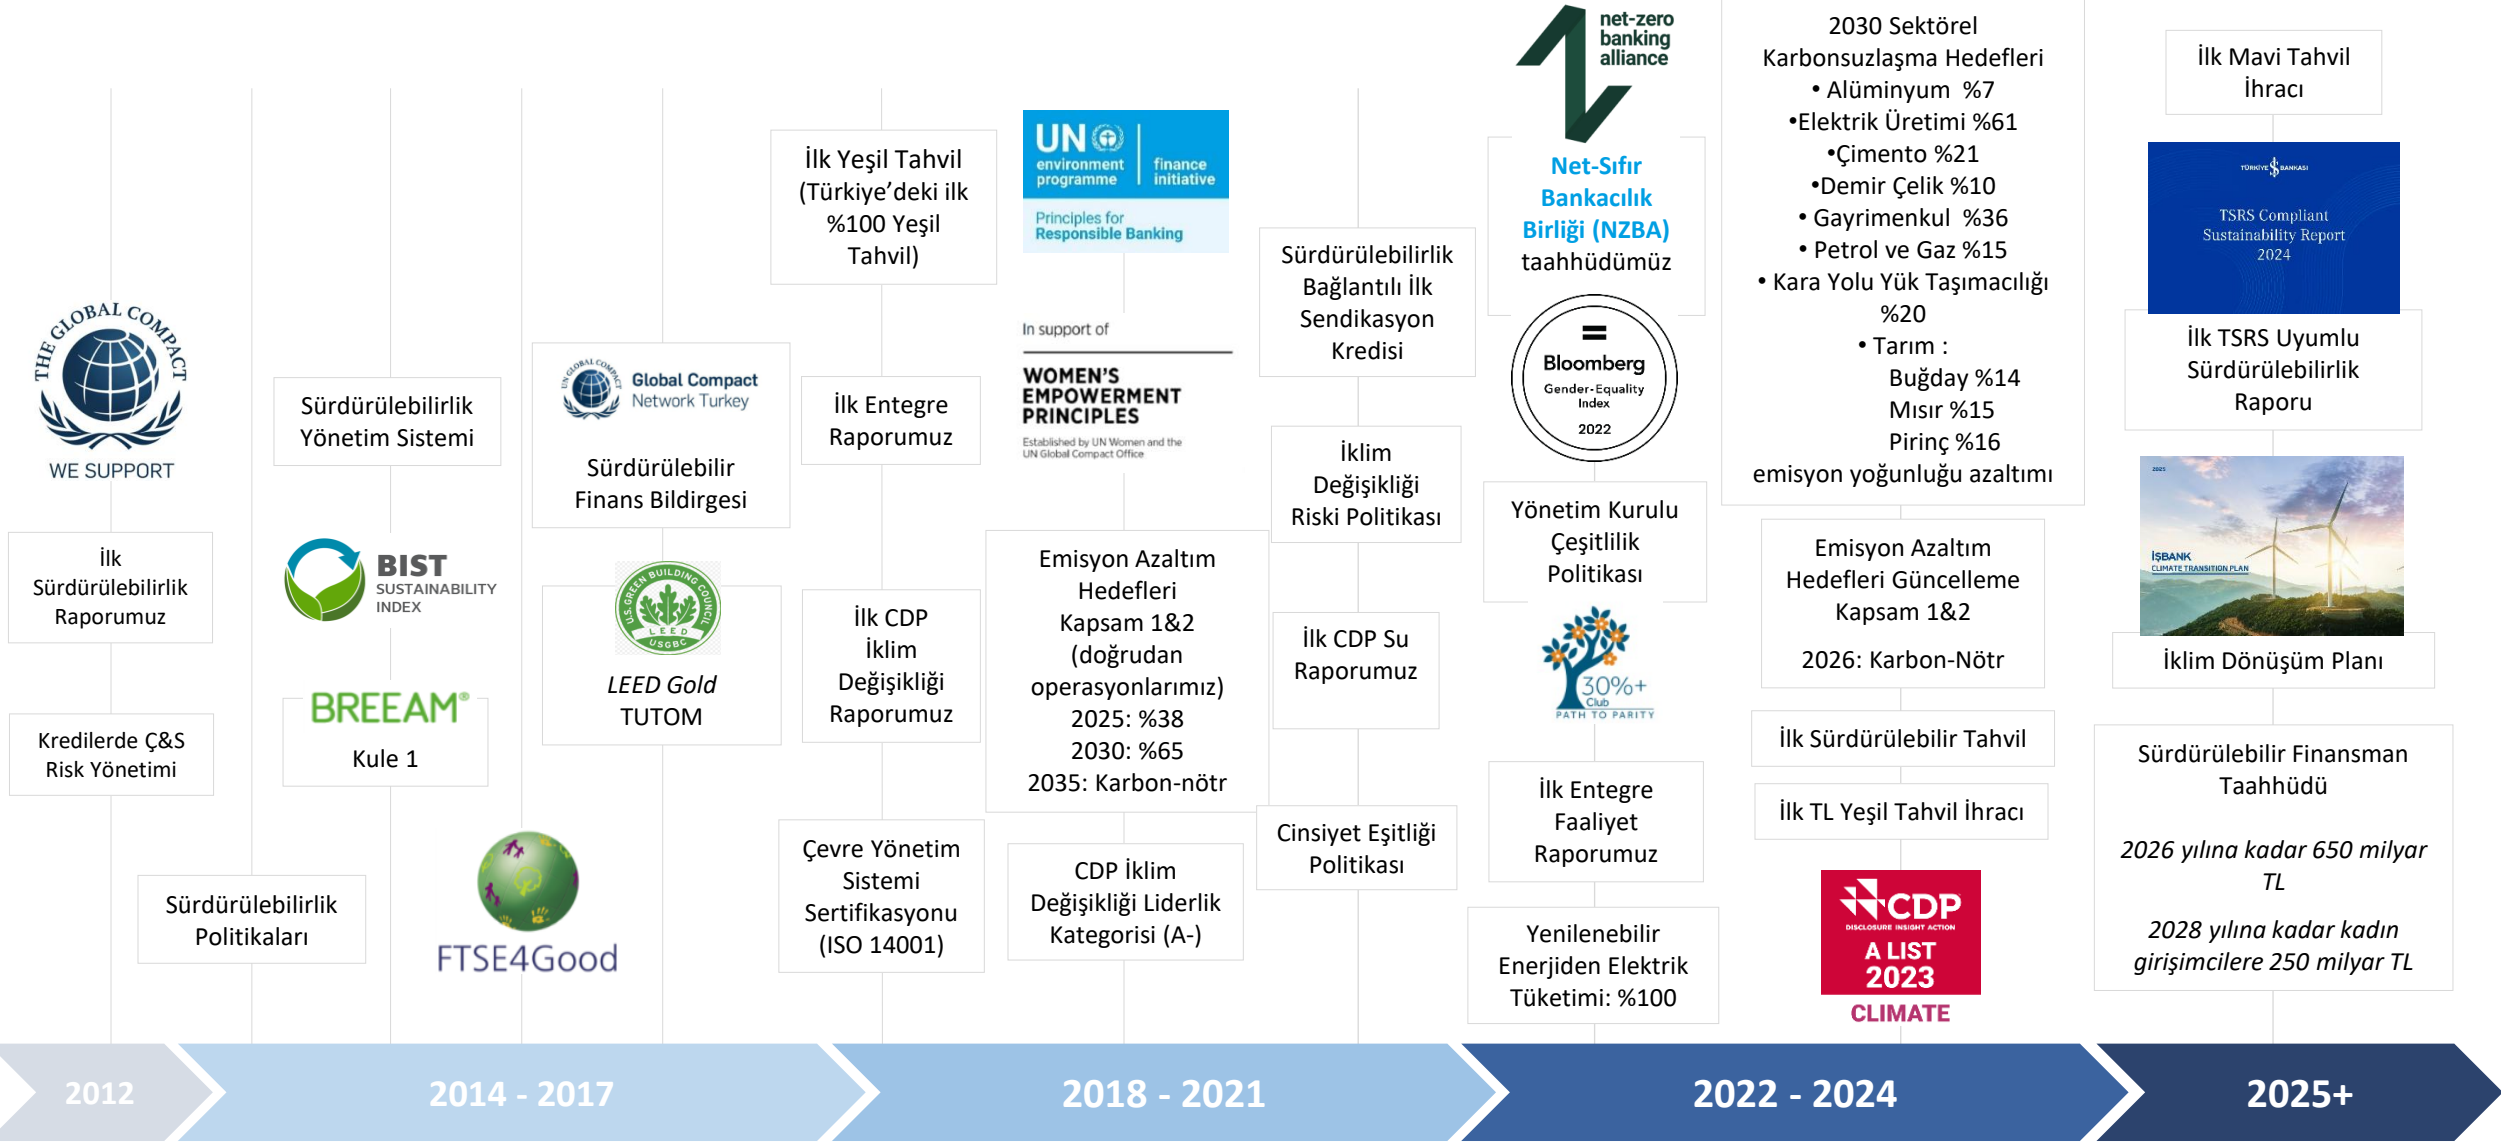 THE GLOBAL COMPACT
WE SUPPORT
İlk
Sürdürülebilirlik
Raporumuz
Kredilerde Ç&S
Risk Yönetimi
Sürdürülebilirlik
Politikaları
Sürdürülebilirlik
Yönetim Sistemi
BIST
SUSTAINABILITY
INDEX
BREEAM®
Kule 1
FTSE4Good
UN GLOBAL COMPACT
Global Compact
Network Turkey
Sürdürülebilir
Finans Bildirgesi
U.S. GREEN BUILDING COUNCIL
LEED
USGBC
LEED Gold
TUTOM
İlk Yeşil Tahvil
(Türkiye’deki ilk
%100 Yeşil
Tahvil)
İlk Entegre
Raporumuz
İlk CDP
İklim
Değişikliği
Raporumuz
Çevre Yönetim
Sistemi
Sertifikasyonu
(ISO 14001)
UN
environment
programme
finance
initiative
Principles for
Responsible Banking
In support of
WOMEN'S
EMPOWERMENT
PRINCIPLES
Established by UN Women and the
UN Global Compact Office
Emisyon Azaltım
Hedefleri
Kapsam 1&2
(doğrudan
operasyonlarımız)
2025: %38
2030: %65
2035: Karbon-nötr
CDP İklim
Değişikliği Liderlik
Kategorisi (A-)
Sürdürülebilirlik
Bağlantılı İlk
Sendikasyon
Kredisi
İklim
Değişikliği
Riski Politikası
İlk CDP Su
Raporumuz
Cinsiyet Eşitliği
Politikası
net-zero
banking
alliance
Net-Sıfır
Bankacılık
Birliği (NZBA)
taahhüdümüz
Bloomberg
Gender-Equality
Index
2022
Yönetim Kurulu
Çeşitlilik
Politikası
30%+
Club
PATH TO PARITY
İlk Entegre
Faaliyet
Raporumuz
Yenilenebilir
Enerjiden Elektrik
Tüketimi: %100
2030 Sektörel
Karbonsuzlaşma Hedefleri
• Alüminyum %7
•Elektrik Üretimi %61
•Çimento %21
•Demir Çelik %10
• Gayrimenkul %36
• Petrol ve Gaz %15
• Kara Yolu Yük Taşımacılığı
%20
• Tarım :
Buğday %14
Mısır %15
Pirinç %16
emisyon yoğunluğu azaltımı
Emisyon Azaltım
Hedefleri Güncelleme
Kapsam 1&2
2026: Karbon-Nötr
İlk Sürdürülebilir Tahvil
İlk TL Yeşil Tahvil İhracı
CDP
DISCLOSURE INSIGHT ACTION
A LIST
2023
CLIMATE
İlk Mavi Tahvil
İhracı
TÜRKİYE İŞ BANKASI
TSRS Compliant
Sustainability Report
2024
İlk TSRS Uyumlu
Sürdürülebilirlik
Raporu
2025
İŞBANK
CLIMATE TRANSITION PLAN
İklim Dönüşüm Planı
Sürdürülebilir Finansman
Taahhüdü
2026 yılına kadar 650 milyar
TL
2028 yılına kadar kadın
girişimcilere 250 milyar TL
2012
2014 - 2017
2018 - 2021
2022 - 2024
2025+